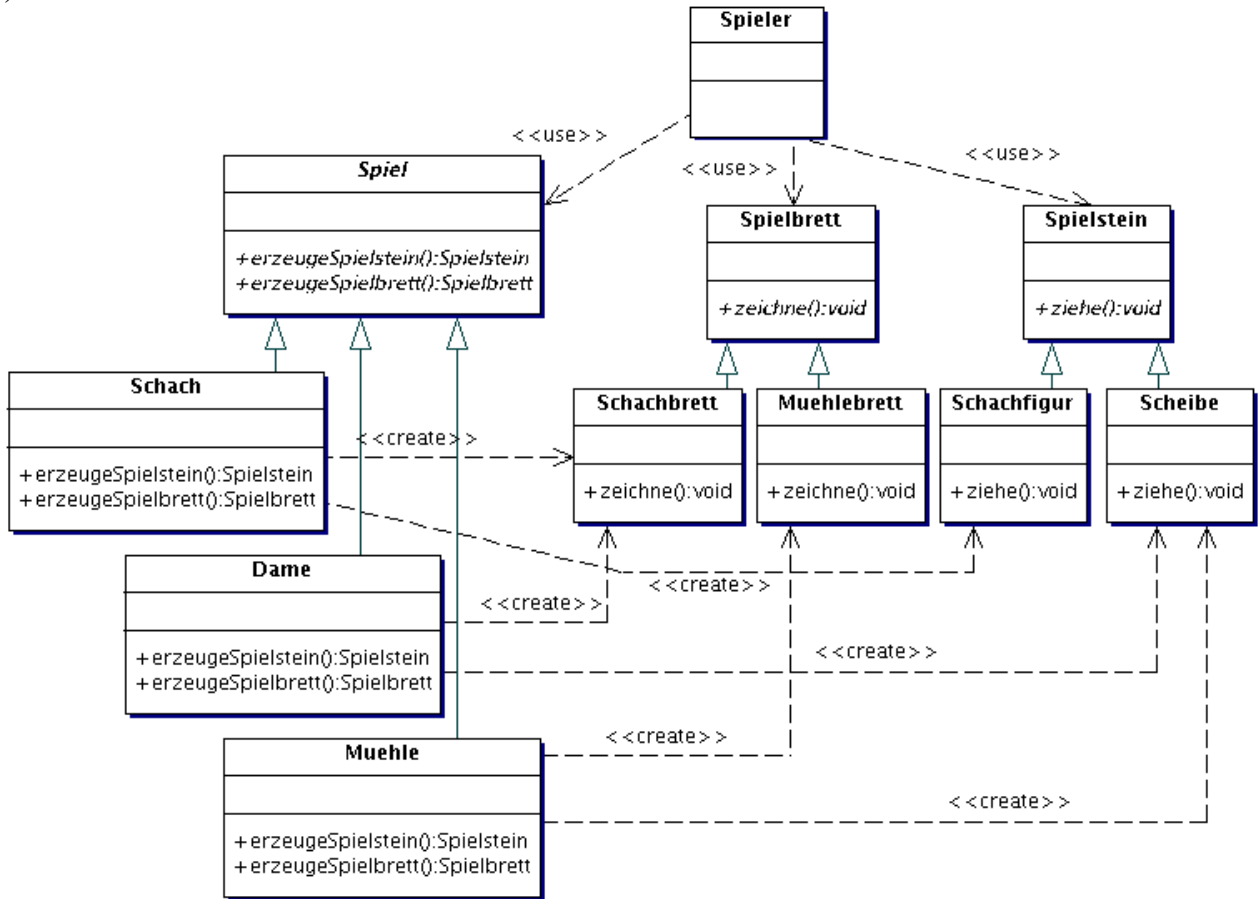 )
Spieler
<<use>>
<<use>>
<<use>>
Spiel
+erzeugeSpielstein():Spielstein
+erzeugeSpielbrett():Spielbrett
Spielbrett
+zeichne():void
Spielstein
+ziehe():void
Schach
+erzeugeSpielstein():Spielstein
+erzeugeSpielbrett():Spielbrett
<<create>>
Schachbrett
+zeichne():void
Muehlebrett
+zeichne():void
Schachfigur
+ziehe():void
Scheibe
+ziehe():void
<<create>>
Dame
+erzeugeSpielstein():Spielstein
+erzeugeSpielbrett():Spielbrett
<<create>>
<<create>>
Muehle
+erzeugeSpielstein():Spielstein
+erzeugeSpielbrett():Spielbrett
<<create>>
<<create>>